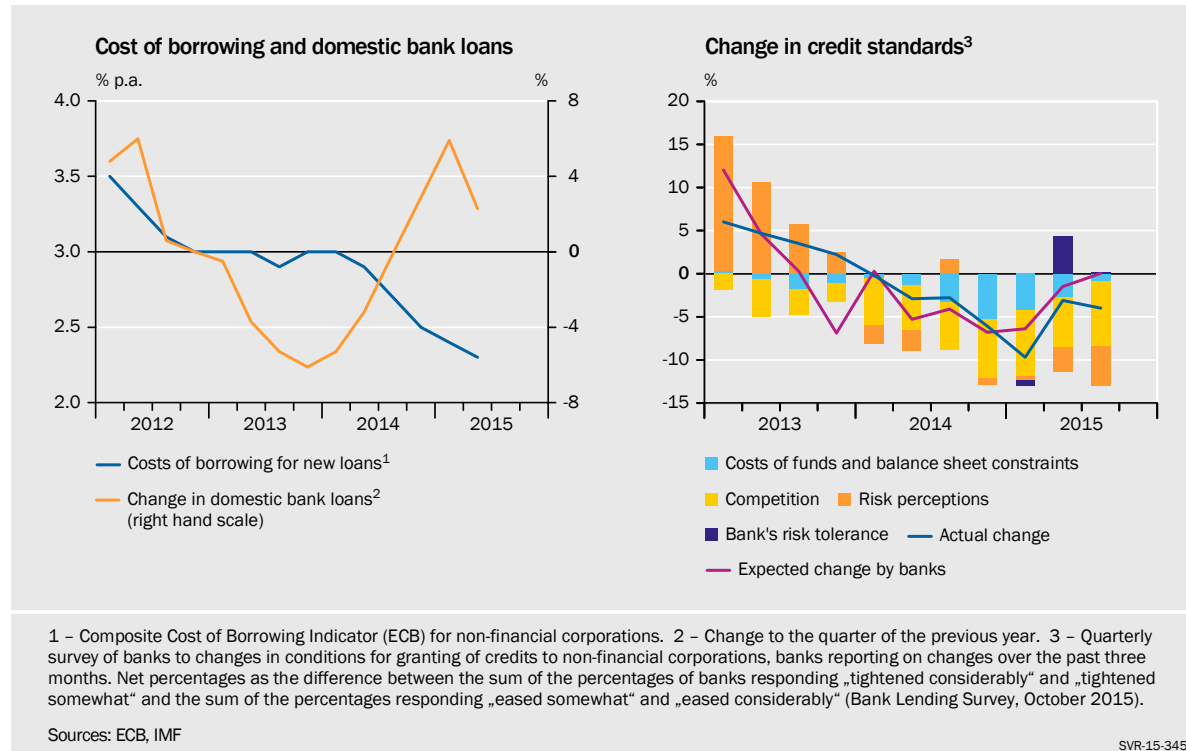 Cost of borrowing and domestic bank loans
% p.a.
%
4.0
3.5
3.0
2.5
2.0
8
4
0
-4
-8
2012
2013
2014
2015
Costs of borrowing for new loans1
Change in domestic bank loans2
(right hand scale)
Change in credit standards3
%
20
15
10
5
0
-5
-10
-15
2013
2014
2015
Costs of funds and balance sheet constraints
Competition
Risk perceptions
Bank's risk tolerance
Actual change
Expected change by banks
1 – Composite Cost of Borrowing Indicator (ECB) for non-financial corporations. 2 – Change to the quarter of the previous year. 3 – Quarterly
survey of banks to changes in conditions for granting of credits to non-financial corporations, banks reporting on changes over the past three
months. Net percentages as the difference between the sum of the percentages of banks responding „tightened considerably“ and „tightened
somewhat“ and the sum of the percentages responding „eased somewhat“ and „eased considerably“ (Bank Lending Survey, October 2015).
Sources: ECB, IMF
SVR-15-345